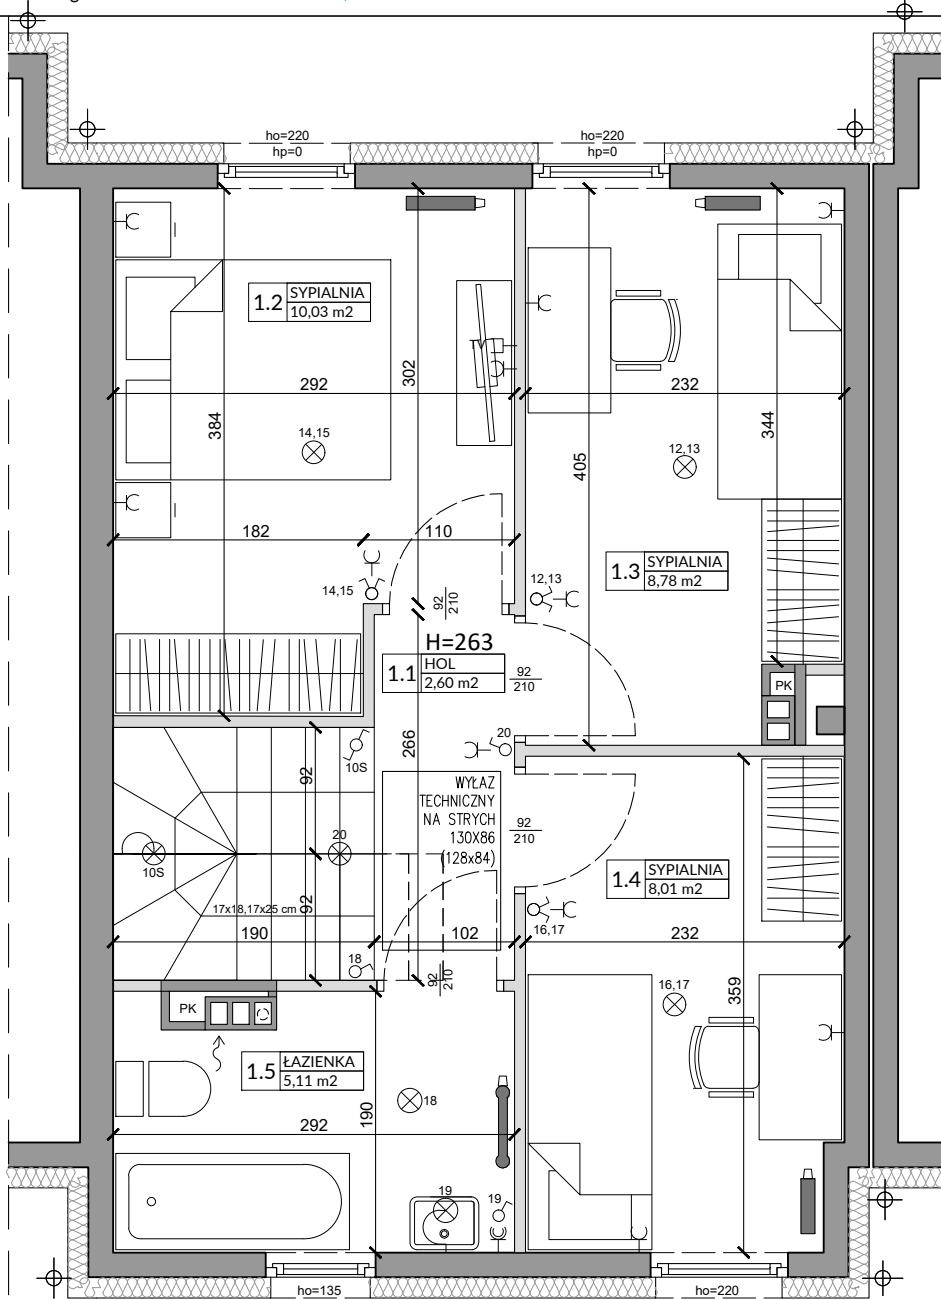 ho=220
hp=0
ho=220
hp=0
1.2
SYPIALNIA
10,03 m2
302
292
232
384
344
14,15
12,13
405
182
110
14,15
92
210
12,13
1.3
SYPIALNIA
8,78 m2
H=263
1.1
HOL
2,60 m2
92
210
PK
20
266
10S
92
WYŁAZ
TECHNICZNY
NA STRYCH
130X86
(128x84)
20
92
210
10S
1.4
SYPIALNIA
8,01 m2
17x18,17x25 cm
92
16,17
190
102
232
18
92
210
359
16,17
PK
1.5
ŁAZIENKA
5,11 m2
18
190
292
TV
19
19
ho=135
ho=220